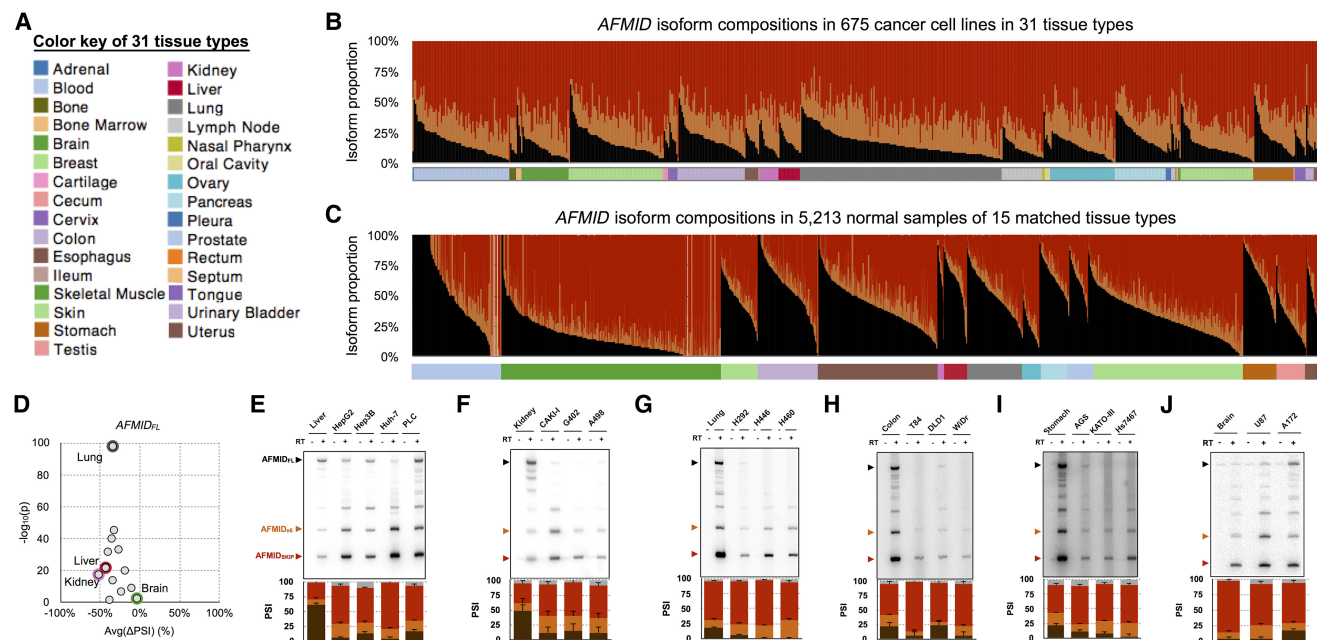 A
Color key of 31 tissue types
Adrenal
Blood
Bone
Bone Marrow
Brain
Breast
Cartilage
Cecum
Cervix
Colon
Esophagus
Ileum
Skeletal Muscle
Skin
Stomach
Testis
Kidney
Liver
Lung
Lymph Node
Nasal Pharynx
Oral Cavity
Ovary
Pancreas
Pleura
Prostate
Rectum
Septum
Tongue
Urinary Bladder
Uterus
B
AFMID isoform compositions in 675 cancer cell lines in 31 tissue types
Isoform proportion
100%
75%
50%
25%
0%
C
AFMID isoform compositions in 5,213 normal samples of 15 matched tissue types
Isoform proportion
100%
75%
50%
25%
0%
D
AFMIDFL
-log10(p)
100
80
60
40
20
0
Lung
Liver
Kidney
Brain
-100% -50% 0% 50% 100%
Avg(ΔPSI) (%)
E
Liver HepG2 Hep3B Huh-7 PLC
RT - + - + - + - + - +
AFMIDFL
AFMIDE6
AFMIDSKIP
PSI
100
75
50
25
0
F
Kidney CAKI-I G402 A-498
RT - + - + - + - +
PSI
100
75
50
25
0
G
Lung H292 H446 H460
RT - + - + - + - +
PSI
100
75
50
25
0
H
Colon T84 DLD1 WiDr
RT - + - + - + - +
PSI
100
75
50
25
0
I
Stomach AGS KATO-III Hs746T
RT - + - + - + - +
PSI
100
75
50
25
0
J
Brain U87 A172
RT - + - + - +
PSI
100
75
50
25
0